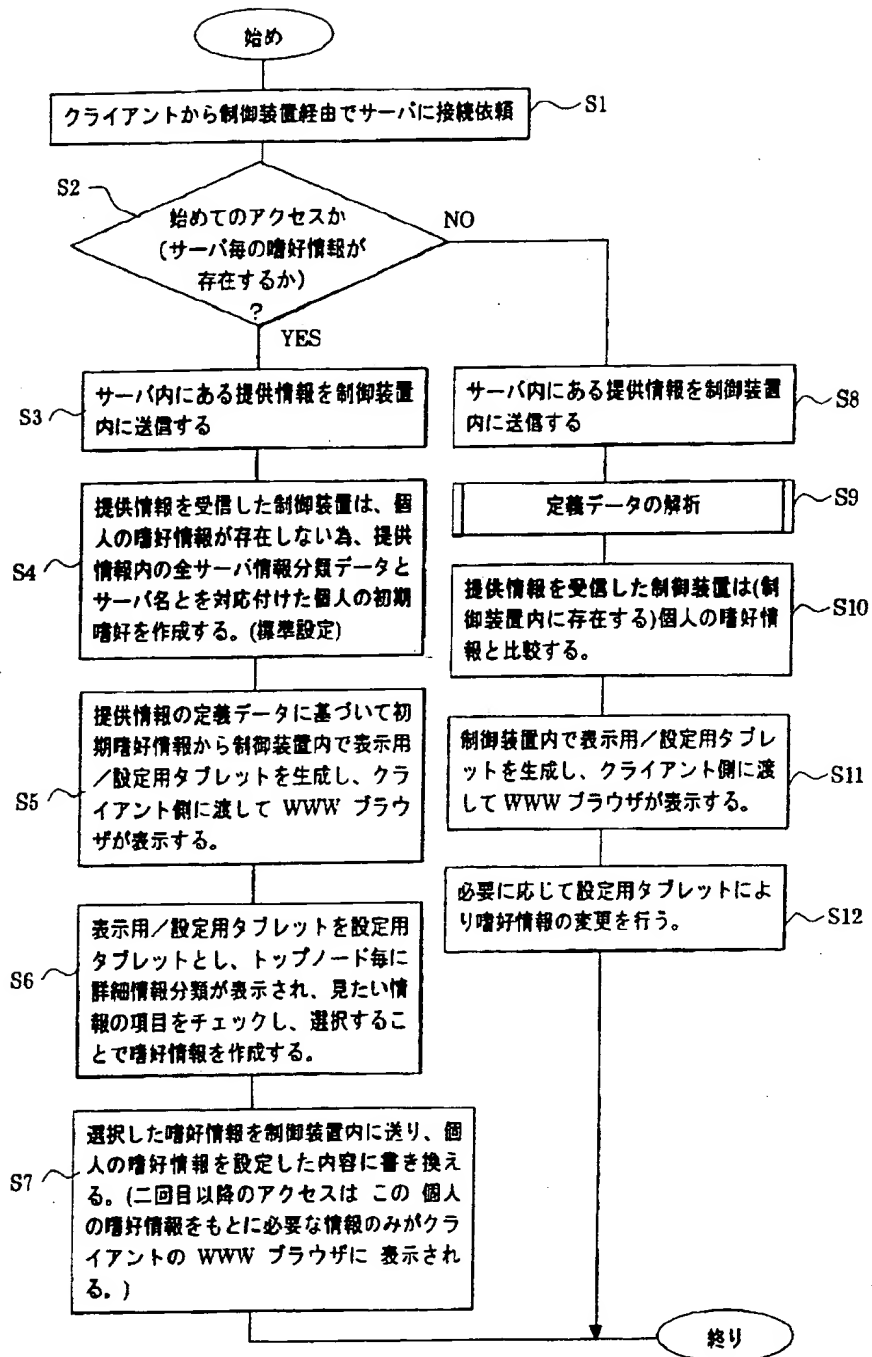 始め
クライアントから制御装置経由でサーバに接続依頼
S1
S2
始めてのアクセスか
(サーバ毎の嗜好情報が
存在するか)
?
NO
YES
S3
サーバ内にある提供情報を制御装置
内に送信する
S4
提供情報を受信した制御装置は、個
人の嗜好情報が存在しない為、提供
情報内の全サーバ情報分類データと
サーバ名とを対応付けた個人の初期
嗜好を作成する。(標準設定)
S5
提供情報の定義データに基づいて初
期嗜好情報から制御装置内で表示用
/設定用タブレットを生成し、クラ
イアント側に渡して WWW ブラウ
ザが表示する。
S6
表示用/設定用タブレットを設定用
タブレットとし、トップノード毎に
詳細情報分類が表示され、見たい情
報の項目をチェックし、選択するこ
とで嗜好情報を作成する。
S7
選択した嗜好情報を制御装置内に送り、個
人の嗜好情報を設定した内容に書き換え
る。(二回目以降のアクセスは この 個人
の嗜好情報をもとに必要な情報のみがクラ
イアントの WWW ブラウザに 表示され
る。)
サーバ内にある提供情報を制御装置
内に送信する
S8
定義データの解析
S9
提供情報を受信した制御装置は(制
御装置内に存在する)個人の嗜好情
報と比較する。
S10
制御装置内で表示用/設定用タブレ
ットを生成し、クライアント側に渡
して WWW ブラウザが表示する。
S11
必要に応じて設定用タブレットによ
り嗜好情報の変更を行う。
S12
終り